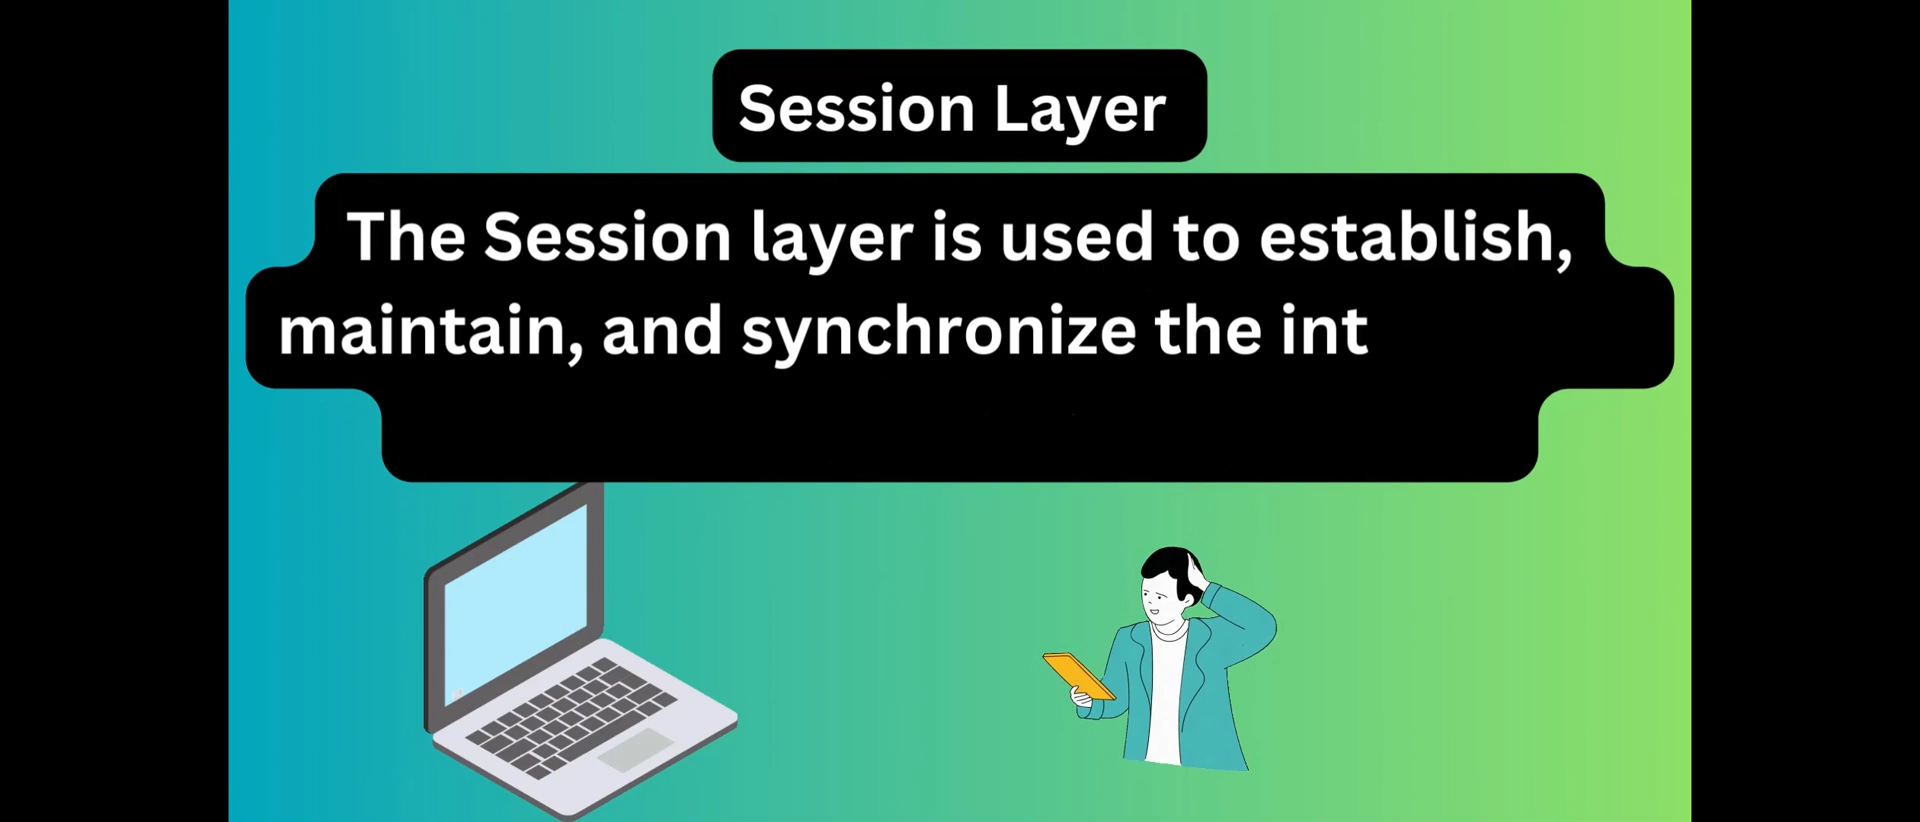 Session Layer
The Session layer is used to establish,
maintain, and synchronize the int